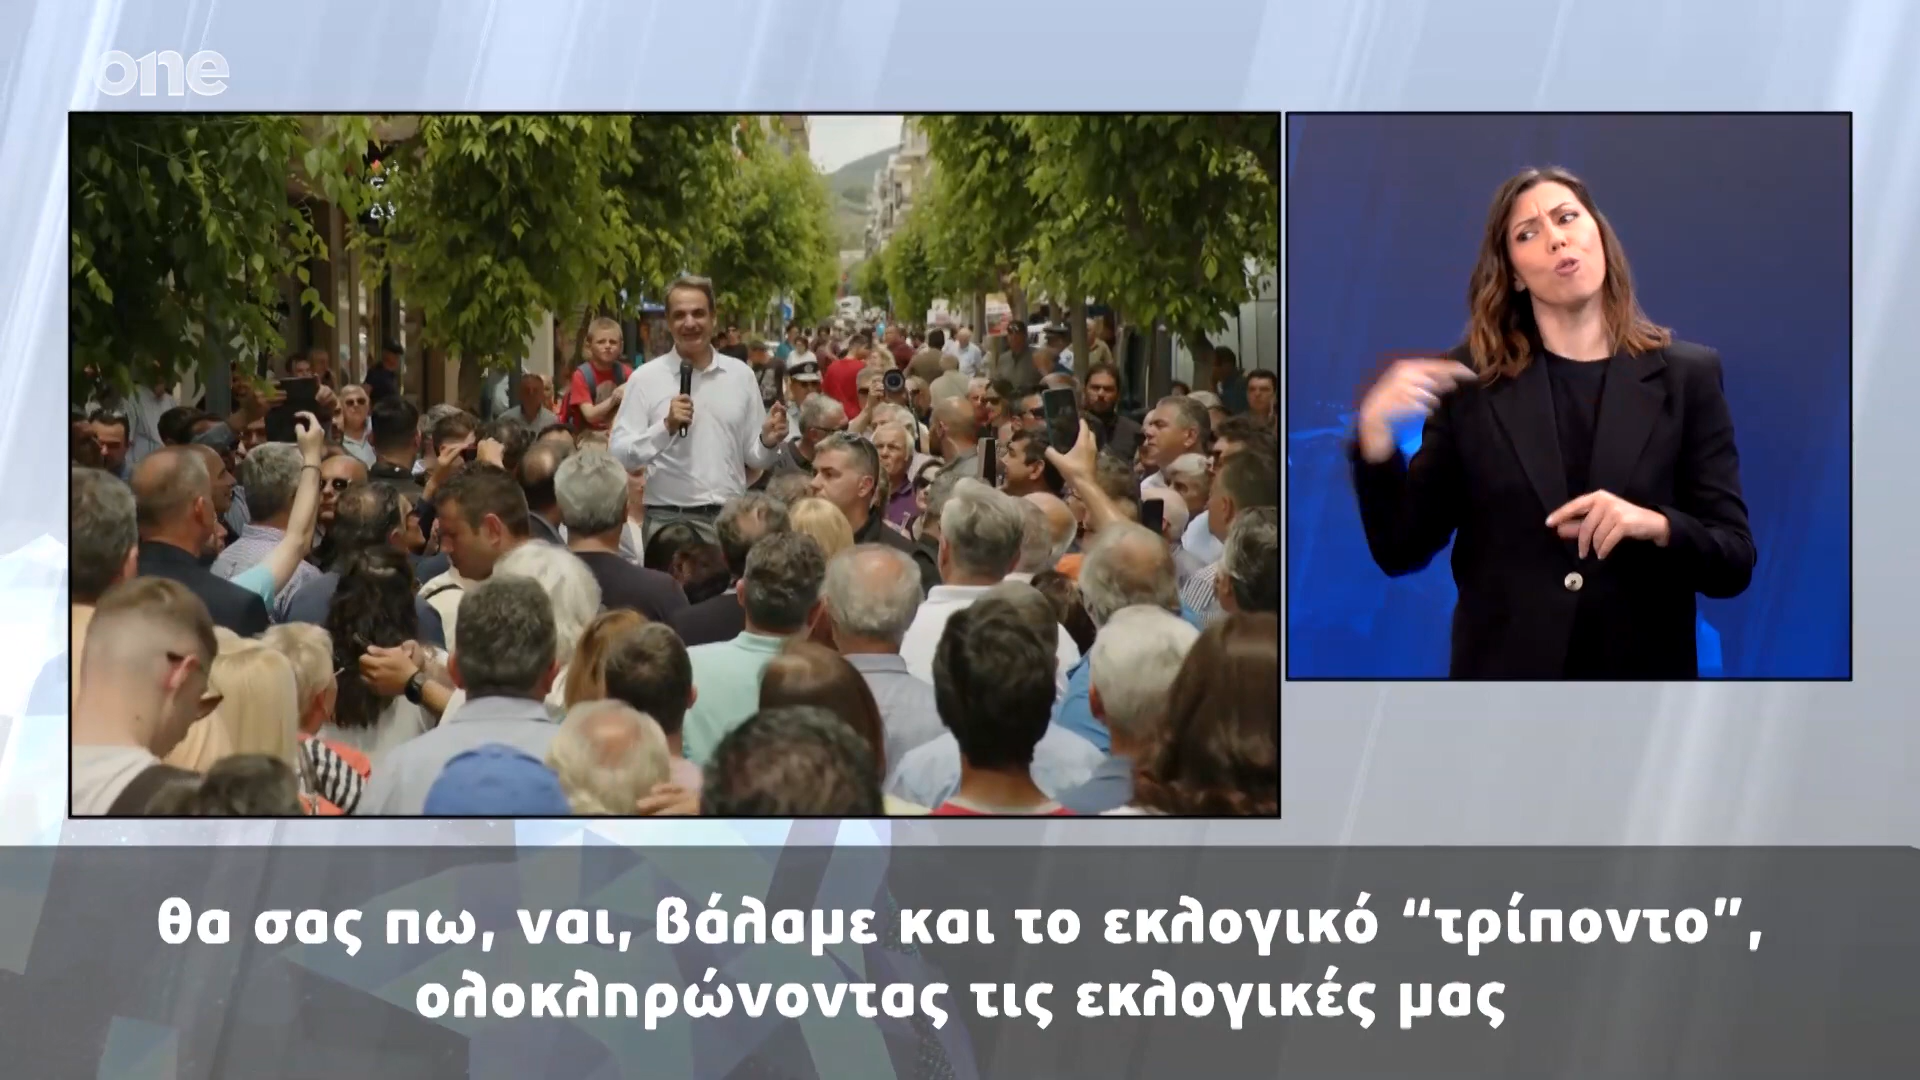 one
θα σας πω, ναι, βάλαμε και το εκλογικό “τρίποντο”,
ολοκληρώνοντας τις εκλογικές μας